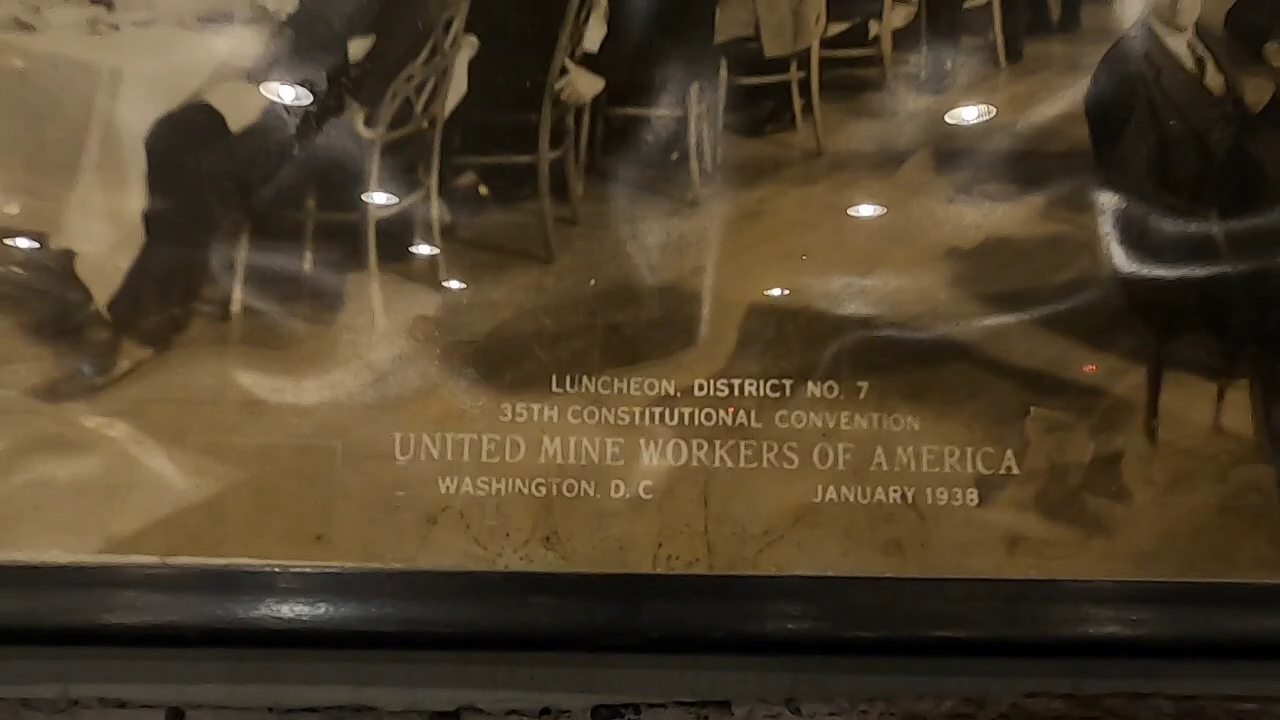 LUNCHEON, DISTRICT NO. 7
35TH CONSTITUTIONAL CONVENTION
UNITED MINE WORKERS OF AMERICA
WASHINGTON, D. C JANUARY 1938